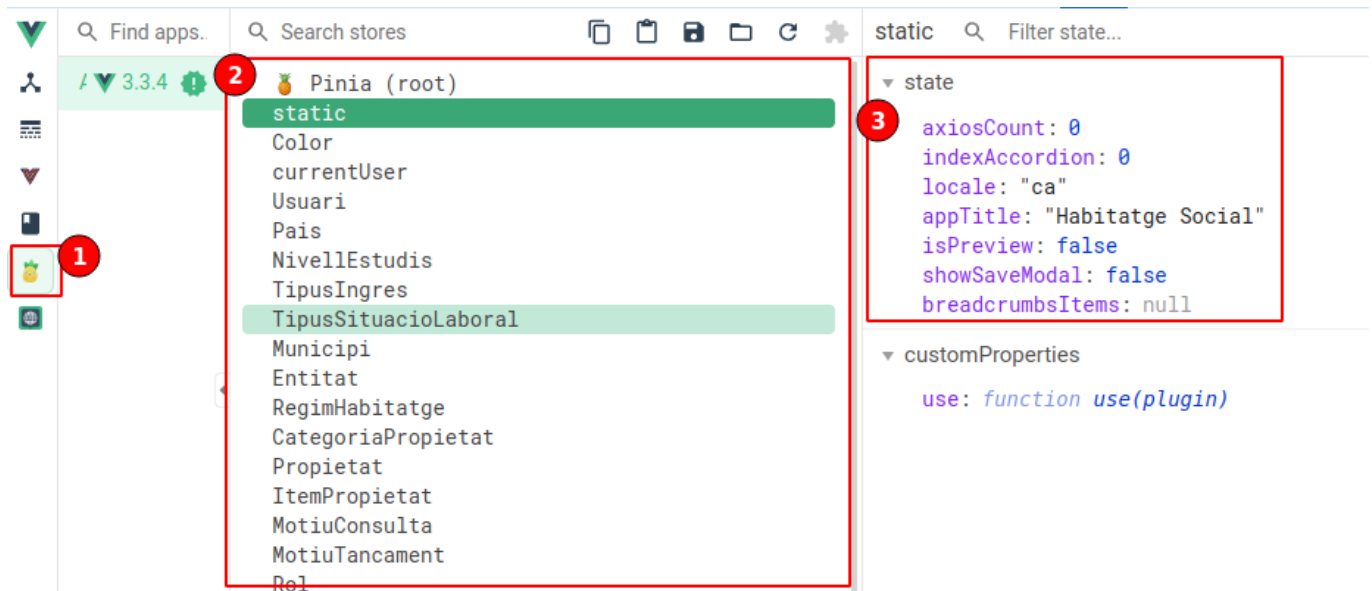 Find apps..
Search stores
static
Filter state...
3.3.4
1
2
3
Pinia (root)
static
Color
currentUser
Usuari
Pais
NivellEstudis
TipusIngres
TipusSituacioLaboral
Municipi
Entitat
RegimHabitatge
CategoriaPropietat
Propietat
ItemPropietat
MotiuConsulta
MotiuTancament
Rol
state
axiosCount: 0
indexAccordion: 0
locale: "ca"
appTitle: "Habitatge Social"
isPreview: false
showSaveModal: false
breadcrumbsItems: null
customProperties
use: function use(plugin)